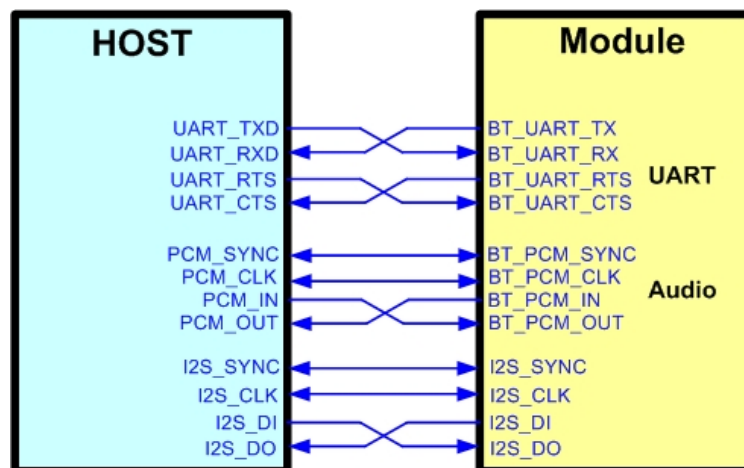 HOST
Module
UART_TXD
BT_UART_TX
UART_RXD
BT_UART_RX
UART_RTS
BT_UART_RTS
UART
UART_CTS
BT_UART_CTS
PCM_SYNC
BT_PCM_SYNC
PCM_CLK
BT_PCM_CLK
Audio
PCM_IN
BT_PCM_IN
PCM_OUT
BT_PCM_OUT
I2S_SYNC
I2S_SYNC
I2S_CLK
I2S_CLK
I2S_DI
I2S_DI
I2S_DO
I2S_DO